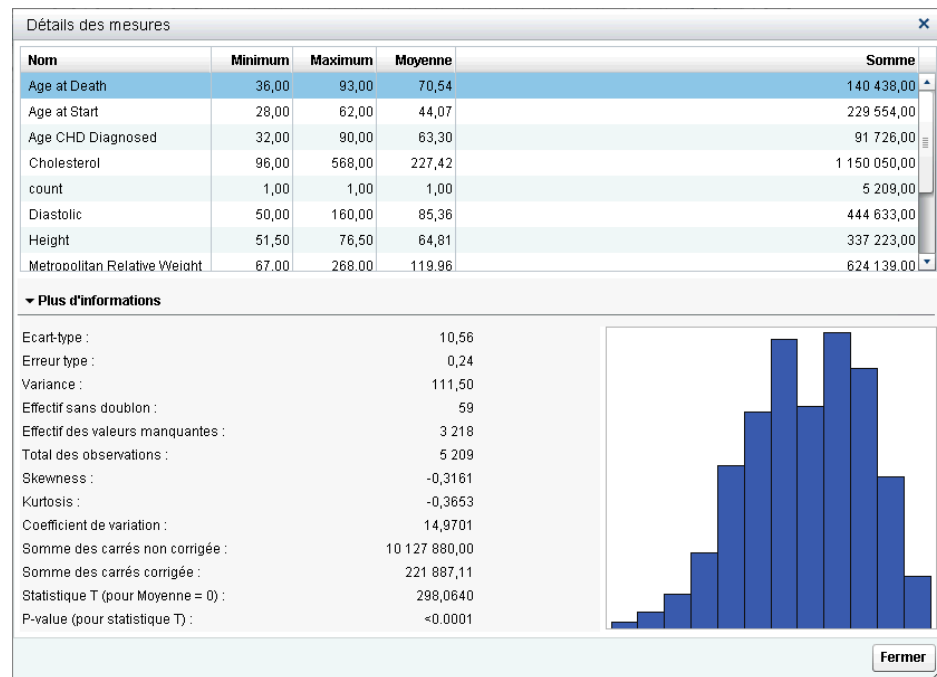 Détails des mesures
Nom Minimum Maximum Moyenne Somme
Age at Death 36,00 93,00 70,54 140 438,00
Age at Start 28,00 62,00 44,07 229 554,00
Age CHD Diagnosed 32,00 90,00 63,30 91 726,00
Cholesterol 96,00 568,00 227,42 1 150 050,00
count 1,00 1,00 1,00 5 209,00
Diastolic 50,00 160,00 85,36 444 633,00
Height 51,50 76,50 64,81 337 223,00
Metropolitan Relative Weight 67,00 268,00 119,96 624 139,00
Plus d'informations
Ecart-type : 10,56
Erreur type : 0,24
Variance : 111,50
Effectif sans doublon : 59
Effectif des valeurs manquantes : 3 218
Total des observations : 5 209
Skewness : -0,3161
Kurtosis : -0,3653
Coefficient de variation : 14,9701
Somme des carrés non corrigée : 10 127 880,00
Somme des carrés corrigée : 221 887,11
Statistique T (pour Moyenne = 0) : 298,0640
P-value (pour statistique T) : <0.0001
Fermer